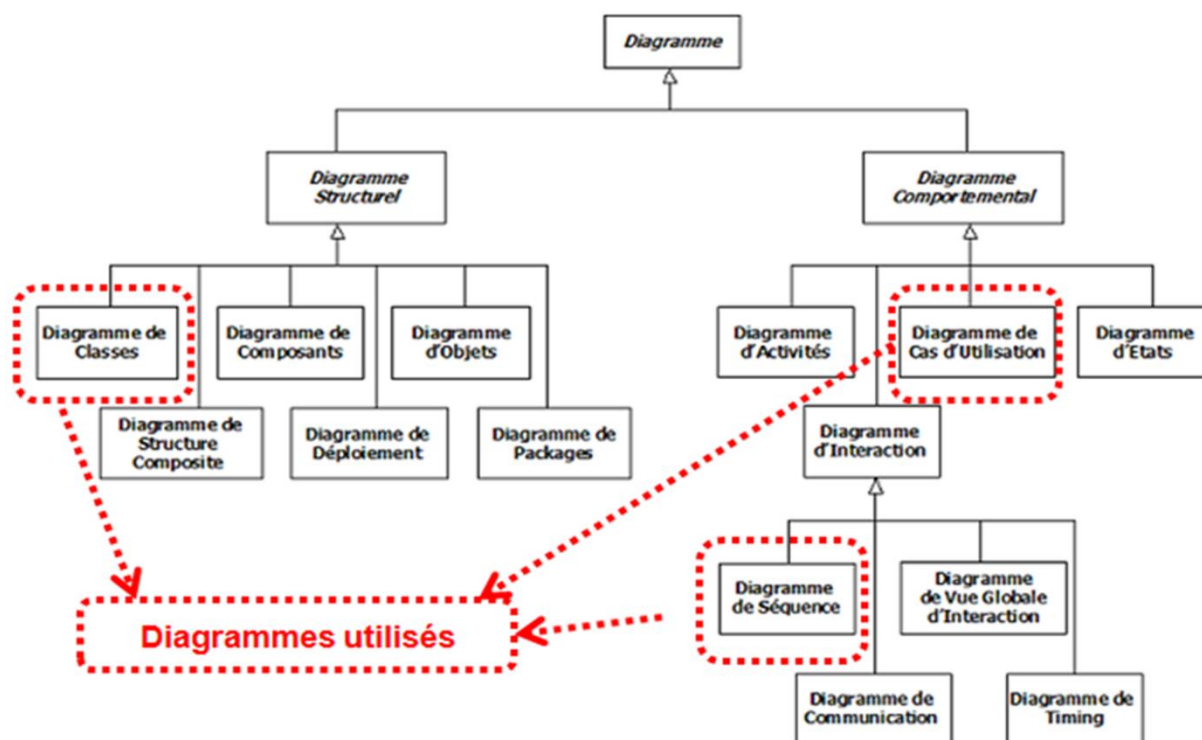 Diagramme
Diagramme
Structurel
Diagramme
Comportemental
Diagramme de
Classes
Diagramme de
Composants
Diagramme
d'Objets
Diagramme
d'Activités
Diagramme de
Cas d'Utilisation
Diagramme
d'Etats
Diagramme de
Structure
Composite
Diagramme de
Déploiement
Diagramme de
Packages
Diagramme
d'Interaction
Diagramme
de Séquence
Diagramme
de Vue Globale
d'Interaction
Diagrammes utilisés
Diagramme de
Communication
Diagramme de
Timing